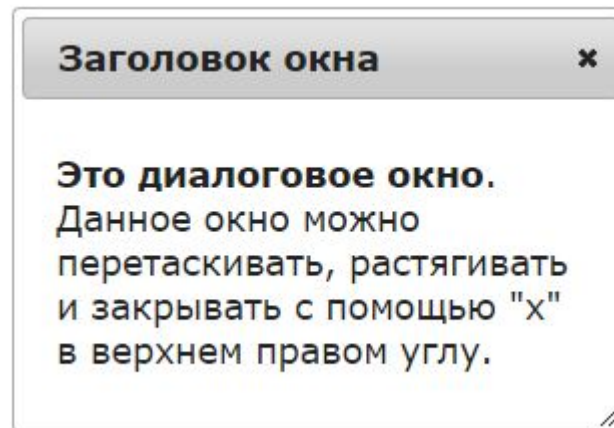 Заголовок окна
Это диалоговое окно.
Данное окно можно
перетаскивать, растягивать
и закрывать с помощью "x"
в верхнем правом углу.